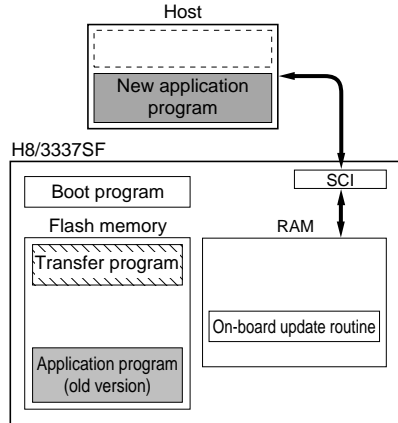 Host
New application
program
H8/3337SF
SCI
Boot program
Flash memory
RAM
Transfer program
On-board update routine
Application program
(old version)